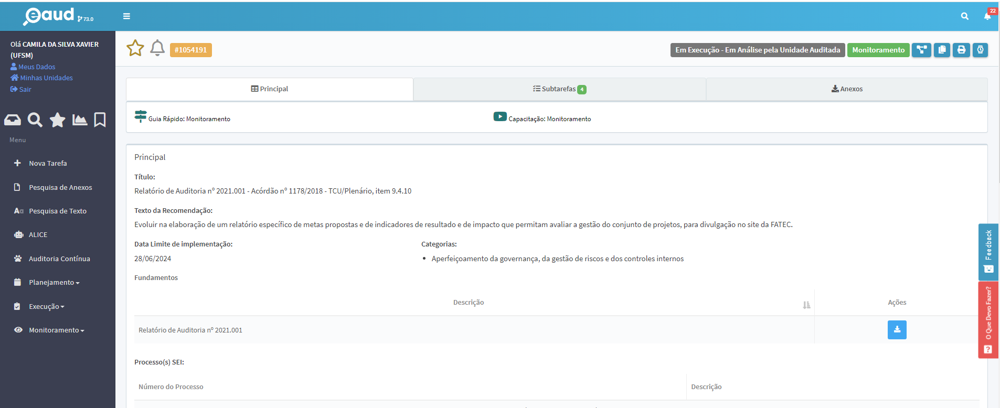 eaud 73.0
22
Olá CAMILA DA SILVA XAVIER
(UFSM)
Meus Dados
Minhas Unidades
Sair
Menu
Nova Tarefa
Pesquisa de Anexos
Aa Pesquisa de Texto
ALICE
Auditoria Contínua
Planejamento
Execução
Monitoramento
#1054191
Em Execução - Em Análise pela Unidade Auditada
Monitoramento
Principal
Subtarefas 4
Anexos
Guia Rápido: Monitoramento
Capacitação: Monitoramento
Principal
Título:
Relatório de Auditoria nº 2021.001 - Acórdão nº 1178/2018 - TCU/Plenário, item 9.4.10
Texto da Recomendação:
Evoluir na elaboração de um relatório específico de metas propostas e de indicadores de resultado e de impacto que permitam avaliar a gestão do conjunto de projetos, para divulgação no site da FATEC.
Data Limite de implementação:
28/06/2024
Categorias:
Aperfeiçoamento da governança, da gestão de riscos e dos controles internos
Fundamentos
Descrição
Ações
Relatório de Auditoria nº 2021.001
Processo(s) SEI:
Número do Processo
Descrição
Feedback
O Que Devo Fazer?